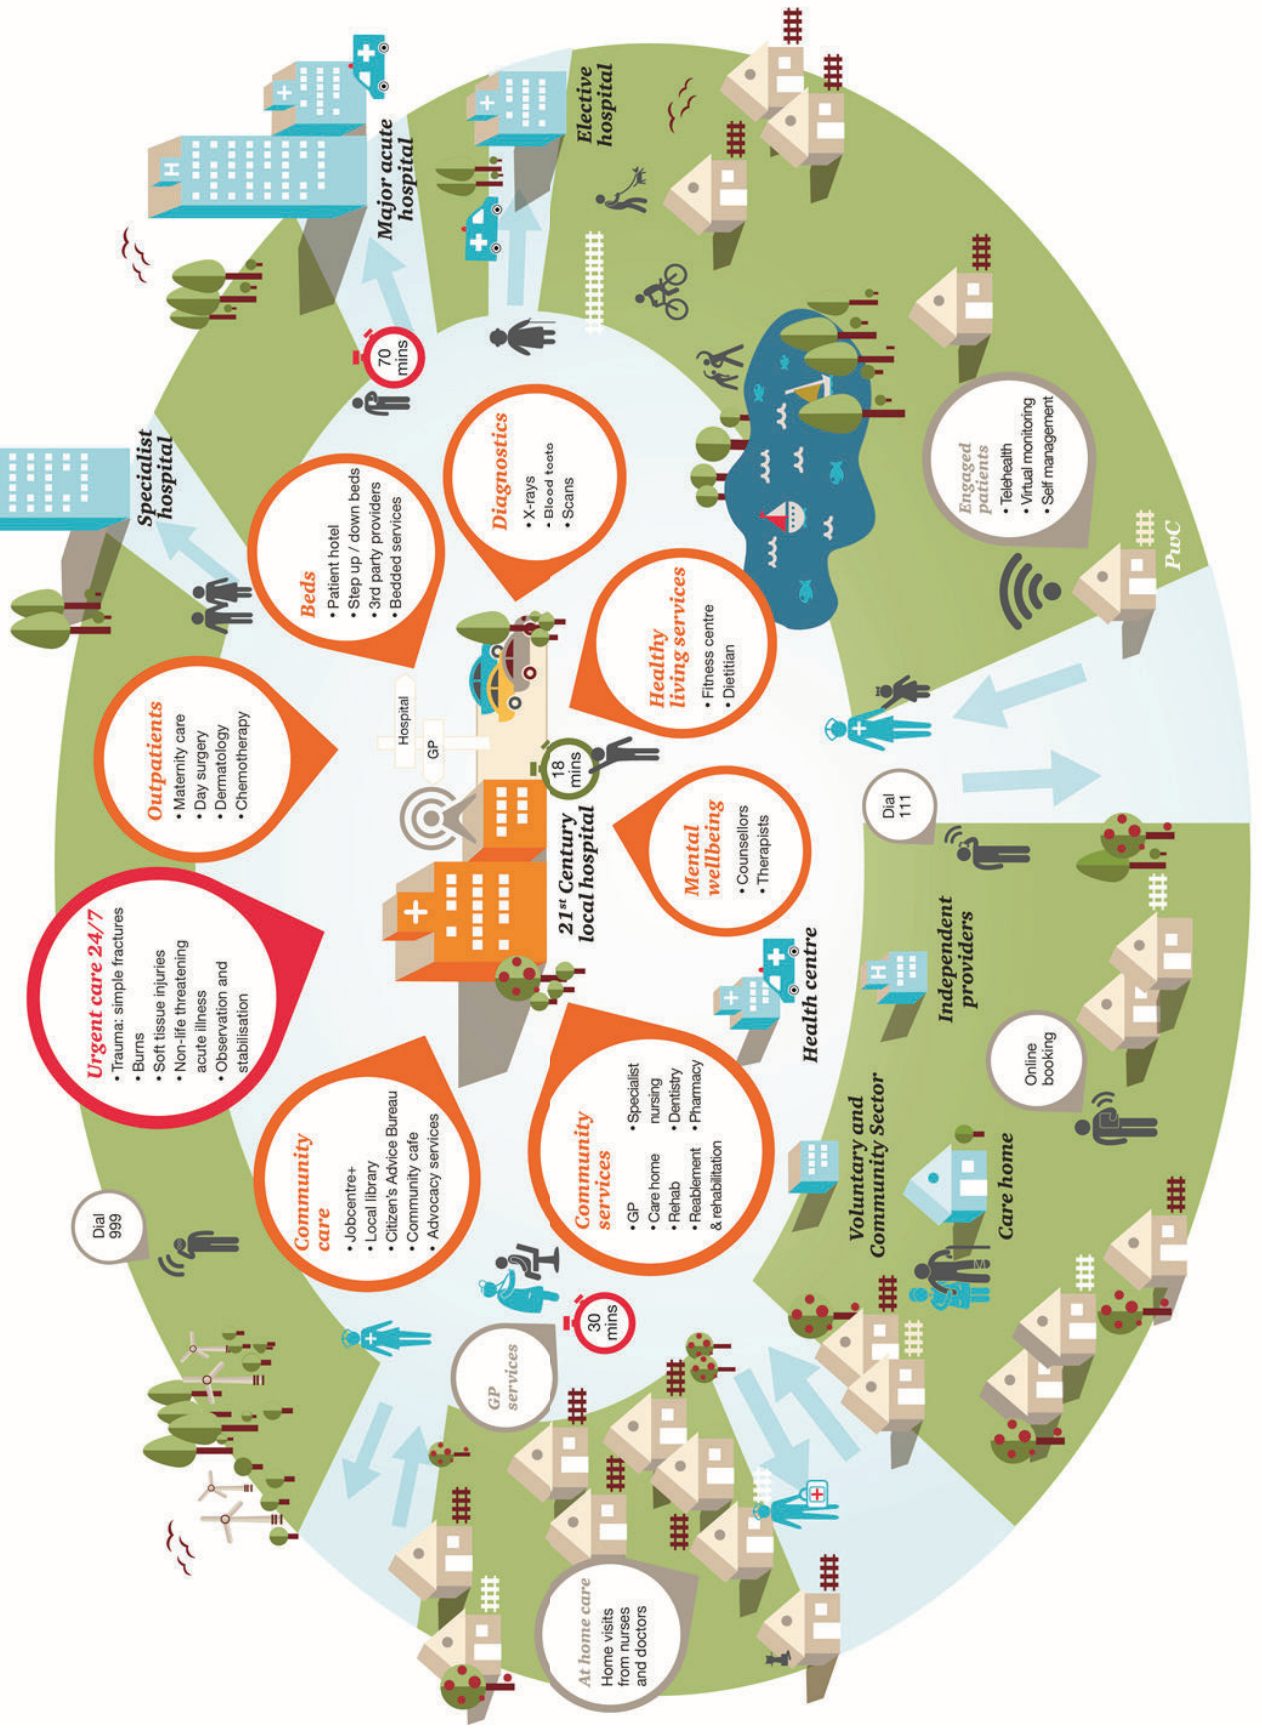 Dial
999
Urgent care 24/7
• Trauma: simple fractures
• Burns
• Soft tissue injuries
• Non-life threatening
acute illness
• Observation and
stabilisation
Outpatients
• Maternity care
• Day surgery
• Dermatology
• Chemotherapy
Specialist
hospital
Community
care
• Jobcentre+
• Local library
• Citizen's Advice Bureau
• Community cafe
• Advocacy services
Beds
• Patient hotel
• Step up / down beds
• 3rd party providers
• Bedded services
70
mins
H
Major acute
hospital
Hospital
GP
GP
services
30
mins
21st Century
local hospital
18
mins
Diagnostics
• X-rays
• Blood tests
• Scans
Elective
hospital
At home care
Home visits
from nurses
and doctors
Community
services
• GP
• Care home
• Rehab
• Reablement
& rehabilitation
• Specialist
nursing
• Dentistry
• Pharmacy
Mental
wellbeing
• Counsellors
• Therapists
Healthy
living services
• Fitness centre
• Dietitian
Health centre
Voluntary and
Community Sector
H
Independent
providers
Dial
111
Care home
Online
booking
Engaged
patients
• Telehealth
• Virtual monitoring
• Self management
PwC